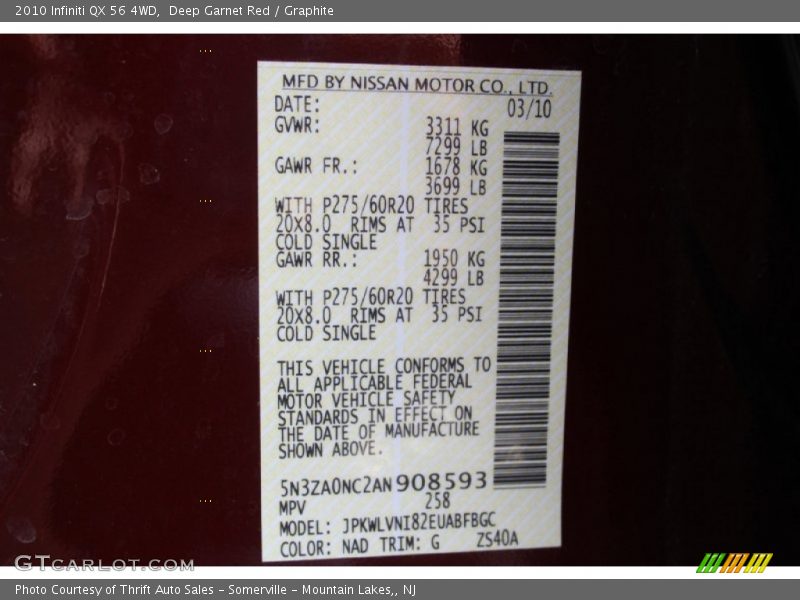 2010 Infiniti QX 56 4WD,  Deep Garnet Red / Graphite
MFD BY NISSAN MOTOR CO., LTD.
DATE: 03/10
GVWR: 3311 KG
7299 LB
GAWR FR.: 1678 KG
3699 LB
WITH P275/60R20 TIRES
20X8.0 RIMS AT 35 PSI
COLD SINGLE
GAWR RR.: 1950 KG
4299 LB
WITH P275/60R20 TIRES
20X8.0 RIMS AT 35 PSI
COLD SINGLE
THIS VEHICLE CONFORMS TO
ALL APPLICABLE FEDERAL
MOTOR VEHICLE SAFETY
STANDARDS IN EFFECT ON
THE DATE OF MANUFACTURE
SHOWN ABOVE.
5N3ZA0NC2AN908593
MPV 258
MODEL: JPKWLVNI82EUABFBGC
COLOR: NAD TRIM: G ZS40A
GTCARLOT.COM
Photo Courtesy of Thrift Auto Sales - Somerville - Mountain Lakes,, NJ